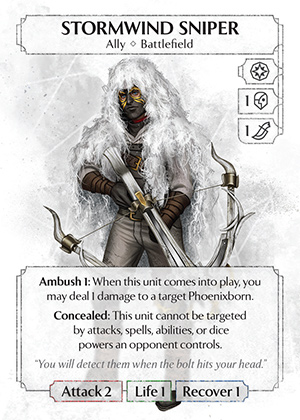 STORMWIND SNIPER
Ally ◇ Battlefield
1
1
Ambush 1: When this unit comes into play, you
may deal 1 damage to a target Phoenixborn.
Concealed: This unit cannot be targeted
by attacks, spells, abilities, or dice
powers an opponent controls.
“You will detect them when the bolt hits your head.”
Attack 2
Life 1
Recover 1